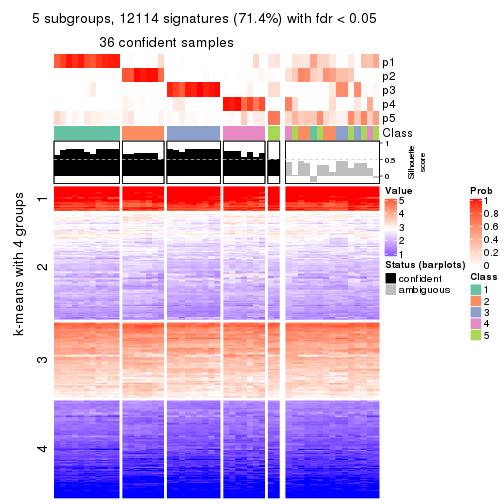 5 subgroups, 12114 signatures (71.4%) with fdr < 0.05
36 confident samples
p1
p2
p3
p4
p5
Class
1
0.5
0
Silhouette
score
k-means with 4 groups
1
2
3
4
Value
5
4
3
2
1
Status (barplots)
confident
ambiguous
Prob
1
0.8
0.6
0.4
0.2
0
Class
1
2
3
4
5